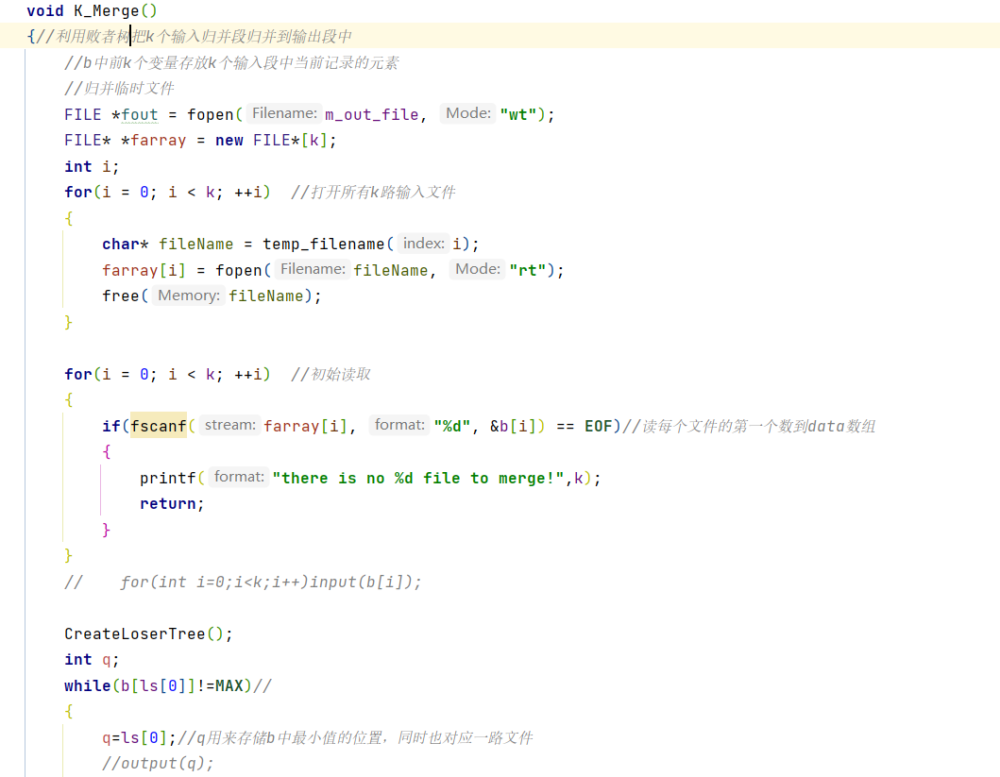 void K_Merge()
{//利用败者树把k个输入归并段归并到输出段中
//b中前k个变量存放k个输入段中当前记录的元素
//归并临时文件
FILE *fout = fopen( Filename: m_out_file, Mode: "wt");
FILE* *farray = new FILE*[k];
int i;
for(i = 0; i < k; ++i) //打开所有k路输入文件
{
char* fileName = temp_filename( index: i);
farray[i] = fopen( Filename: fileName, Mode: "rt");
free( Memory: fileName);
}
for(i = 0; i < k; ++i) //初始读取
{
if(fscanf( stream: farray[i], format: "%d", &b[i]) == EOF)//读每个文件的第一个数到data数组
{
printf( format: "there is no %d file to merge!",k);
return;
}
}
// for(int i=0;i<k;i++)input(b[i]);
CreateLoserTree();
int q;
while(b[ls[0]]!=MAX)//
{
q=ls[0];//q用来存储b中最小值的位置，同时也对应一路文件
//output(q);